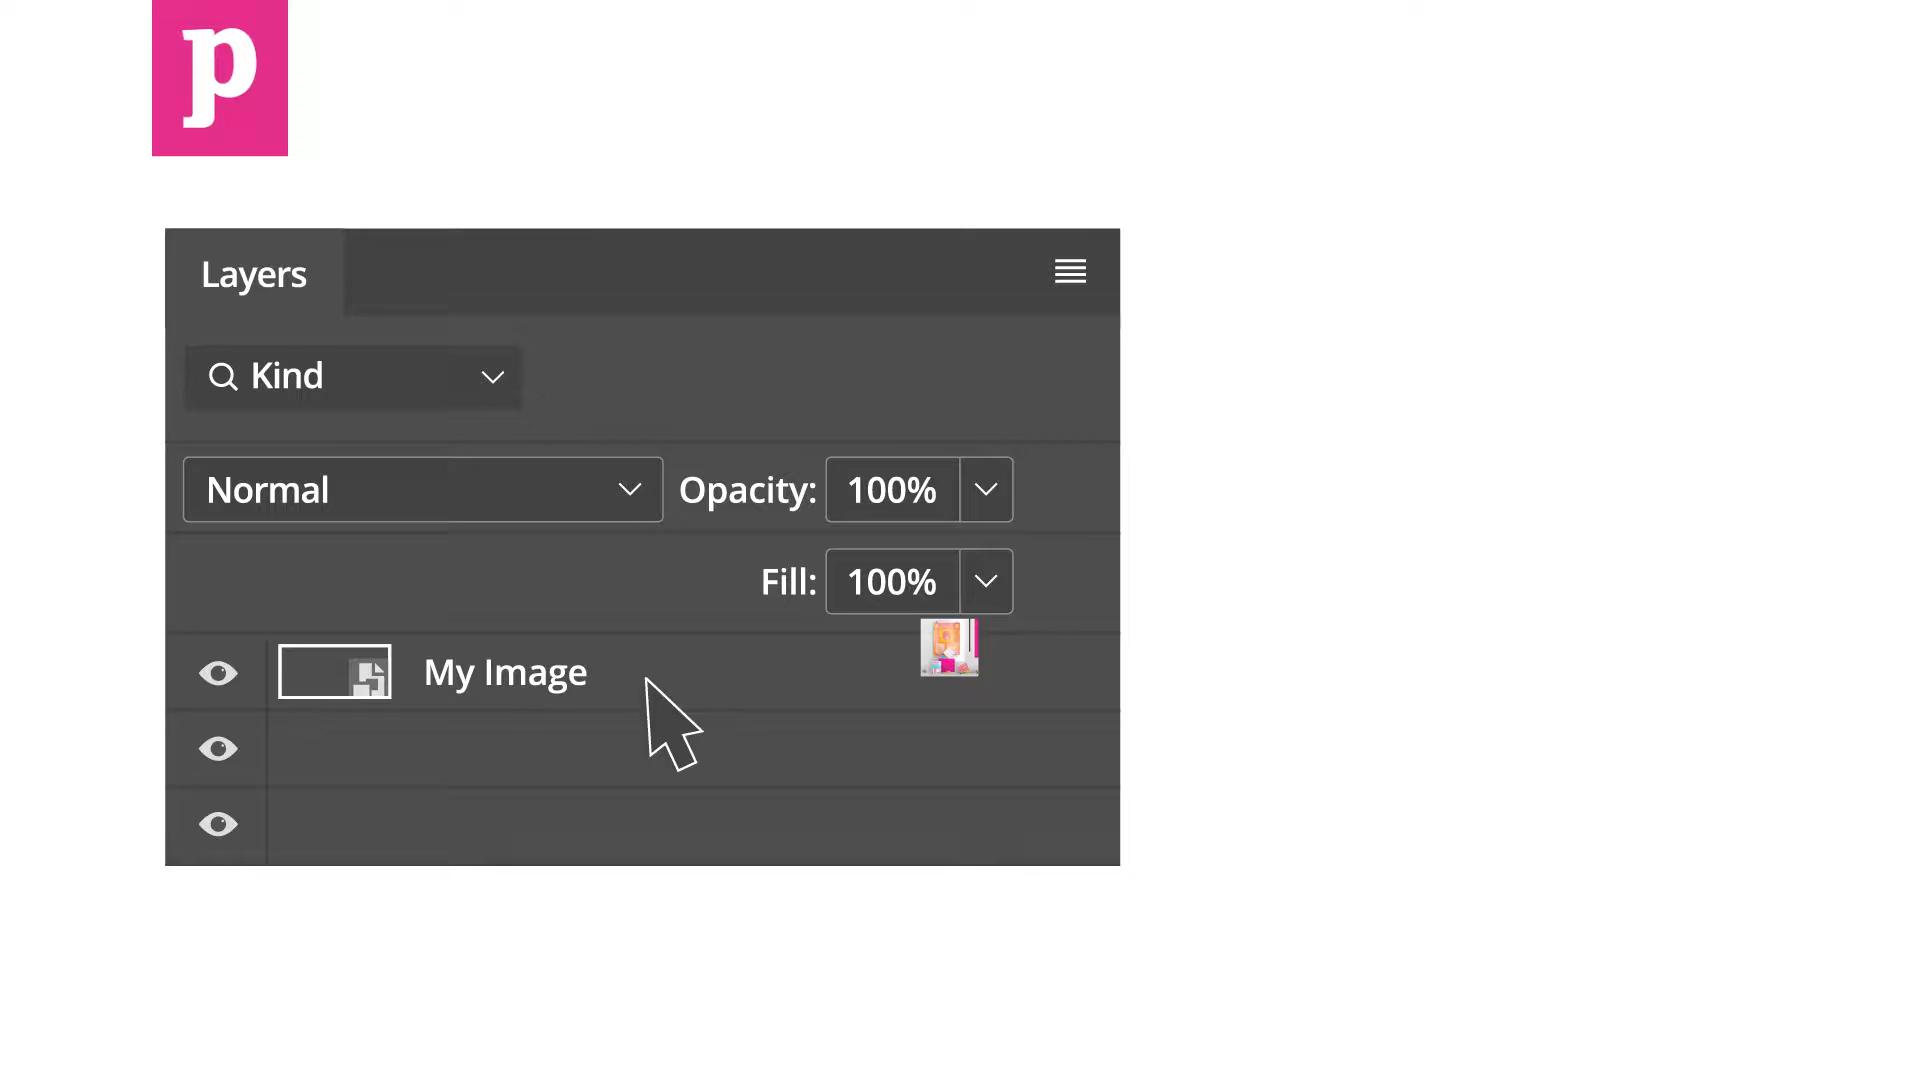 p
Layers
Kind
Normal
Opacity: 100%
Fill: 100%
My Image